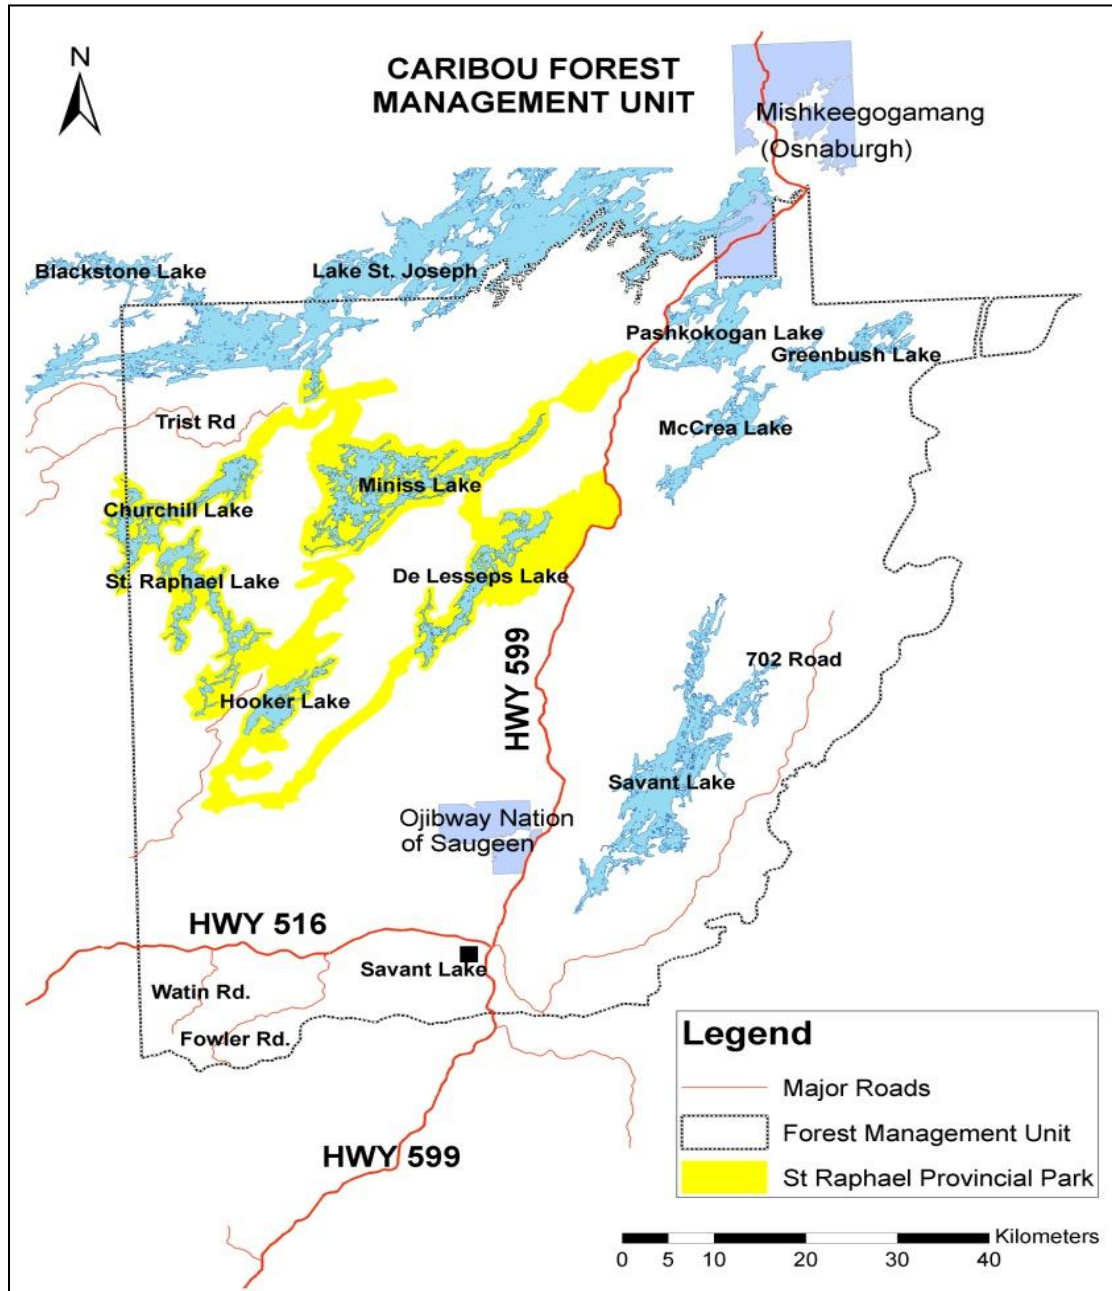 N
CARIBOU FOREST
MANAGEMENT UNIT
Mishkeegogamang
(Osnaburgh)
Blackstone Lake
Lake St. Joseph
Pashkokogan Lake
Greenbush Lake
Trist Rd
McCrea Lake
Miniss Lake
Churchill Lake
De Lesseps Lake
St. Raphael Lake
HWY 599
702 Road
Hooker Lake
Savant Lake
Ojibway Nation
of Saugeen
HWY 516
Savant Lake
Watin Rd.
Fowler Rd.
HWY 599
Legend
Major Roads
Forest Management Unit
St Raphael Provincial Park
Kilometers
0 5 10 20 30 40